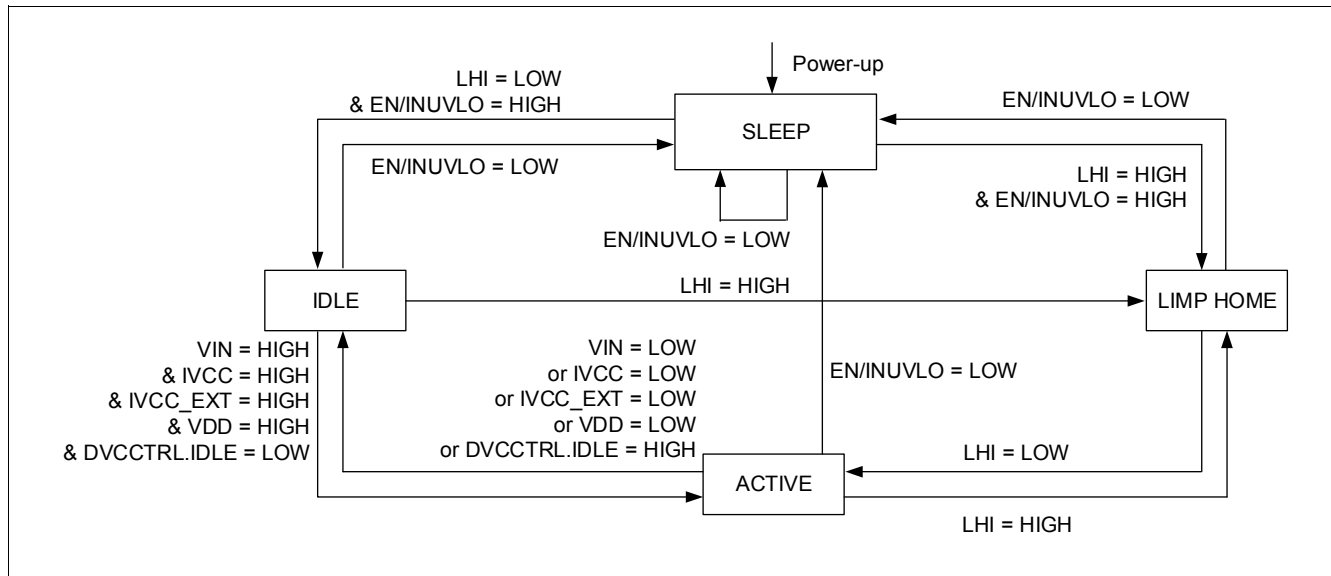 Power-up
LHI = LOW
& EN/INUVLO = HIGH
EN/INUVLO = LOW
SLEEP
EN/INUVLO = LOW
LHI = HIGH
& EN/INUVLO = HIGH
EN/INUVLO = LOW
IDLE
LHI = HIGH
LIMP HOME
VIN = HIGH
& IVCC = HIGH
& IVCC_EXT = HIGH
& VDD = HIGH
& DVCCTRL.IDLE = LOW
VIN = LOW
or IVCC = LOW
or IVCC_EXT = LOW
or VDD = LOW
or DVCCTRL.IDLE = HIGH
EN/INUVLO = LOW
LHI = LOW
ACTIVE
LHI = HIGH